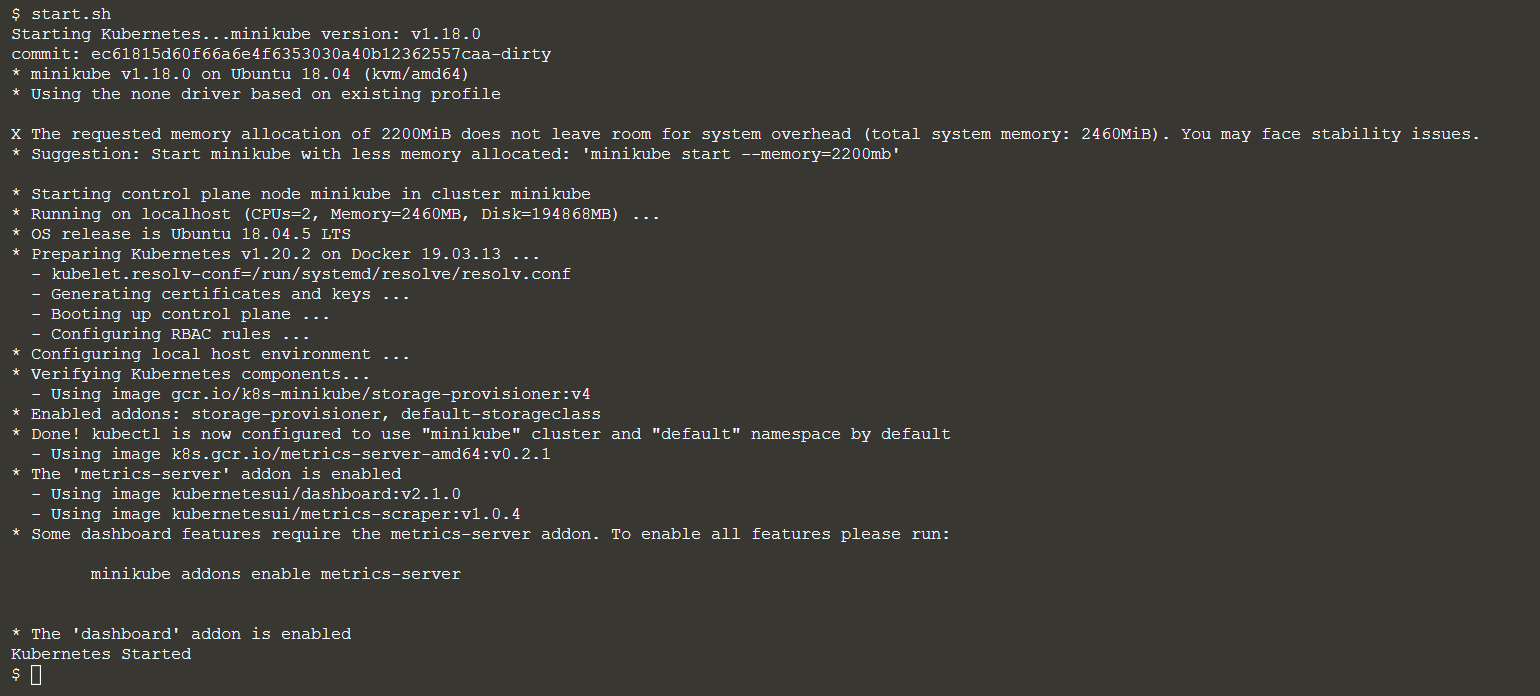 $ start.sh
Starting Kubernetes...minikube version: v1.18.0
commit: ec61815d60f66a6e4f6353030a40b12362557caa-dirty
* minikube v1.18.0 on Ubuntu 18.04 (kvm/amd64)
* Using the none driver based on existing profile

X The requested memory allocation of 2200MiB does not leave room for system overhead (total system memory: 2460MiB). You may face stability issues.
* Suggestion: Start minikube with less memory allocated: 'minikube start --memory=2200mb'

* Starting control plane node minikube in cluster minikube
* Running on localhost (CPUs=2, Memory=2460MB, Disk=194868MB) ...
* OS release is Ubuntu 18.04.5 LTS
* Preparing Kubernetes v1.20.2 on Docker 19.03.13 ...
  - kubelet.resolv-conf=/run/systemd/resolve/resolv.conf
  - Generating certificates and keys ...
  - Booting up control plane ...
  - Configuring RBAC rules ...
* Configuring local host environment ...
* Verifying Kubernetes components...
  - Using image gcr.io/k8s-minikube/storage-provisioner:v4
* Enabled addons: storage-provisioner, default-storageclass
* Done! kubectl is now configured to use "minikube" cluster and "default" namespace by default
  - Using image k8s.gcr.io/metrics-server-amd64:v0.2.1
* The 'metrics-server' addon is enabled
  - Using image kubernetesui/dashboard:v2.1.0
  - Using image kubernetesui/metrics-scraper:v1.0.4
* Some dashboard features require the metrics-server addon. To enable all features please run:

        minikube addons enable metrics-server

* The 'dashboard' addon is enabled
Kubernetes Started
$